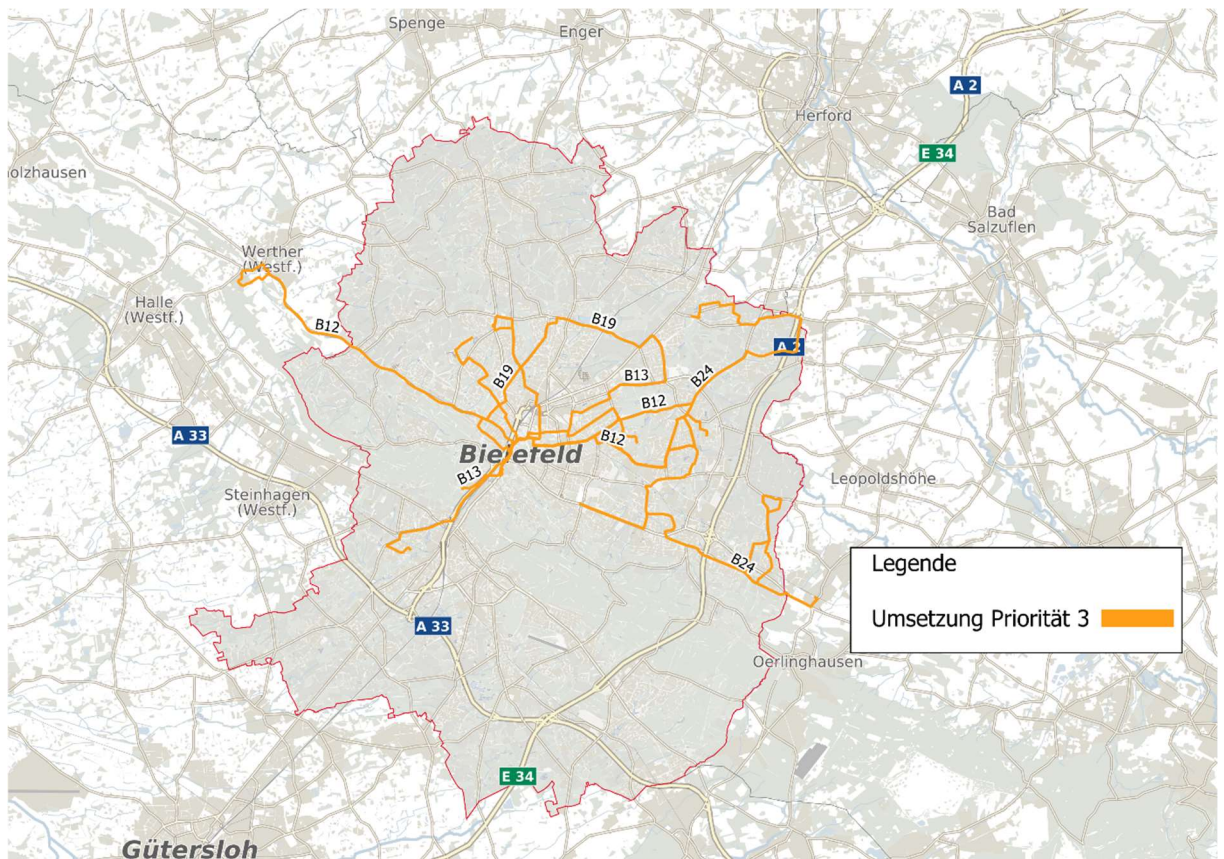 Spenge
Enger
A 2
Herford
E 34
olzhausen
Bad
Salzuflen
Werther
(Westf.)
Halle
(Westf.)
B12
B19
A 2
B19
B13
B24
B12
A 33
B12
Bielefeld
B13
Leopoldshöhe
Steinhagen
(Westf.)
B24
Legende
Umsetzung Priorität 3
A 33
Oerlinghausen
E 34
Gütersloh